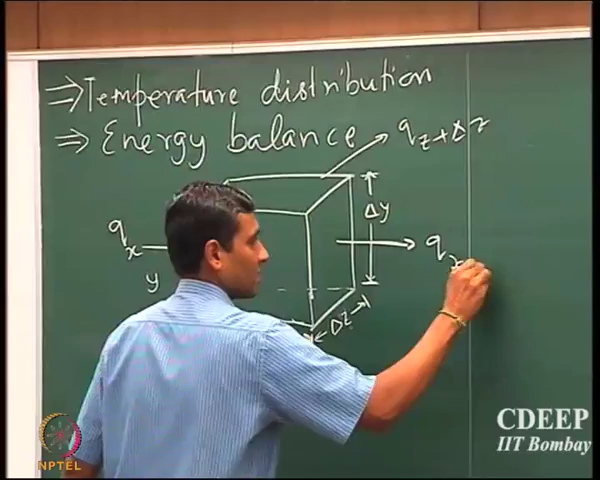 ⇒ Temperature distribution
⇒ Energy balance
q z+Δz
Δy
q x
q x
y
Δz
CDEEP
IIT Bombay
NPTEL